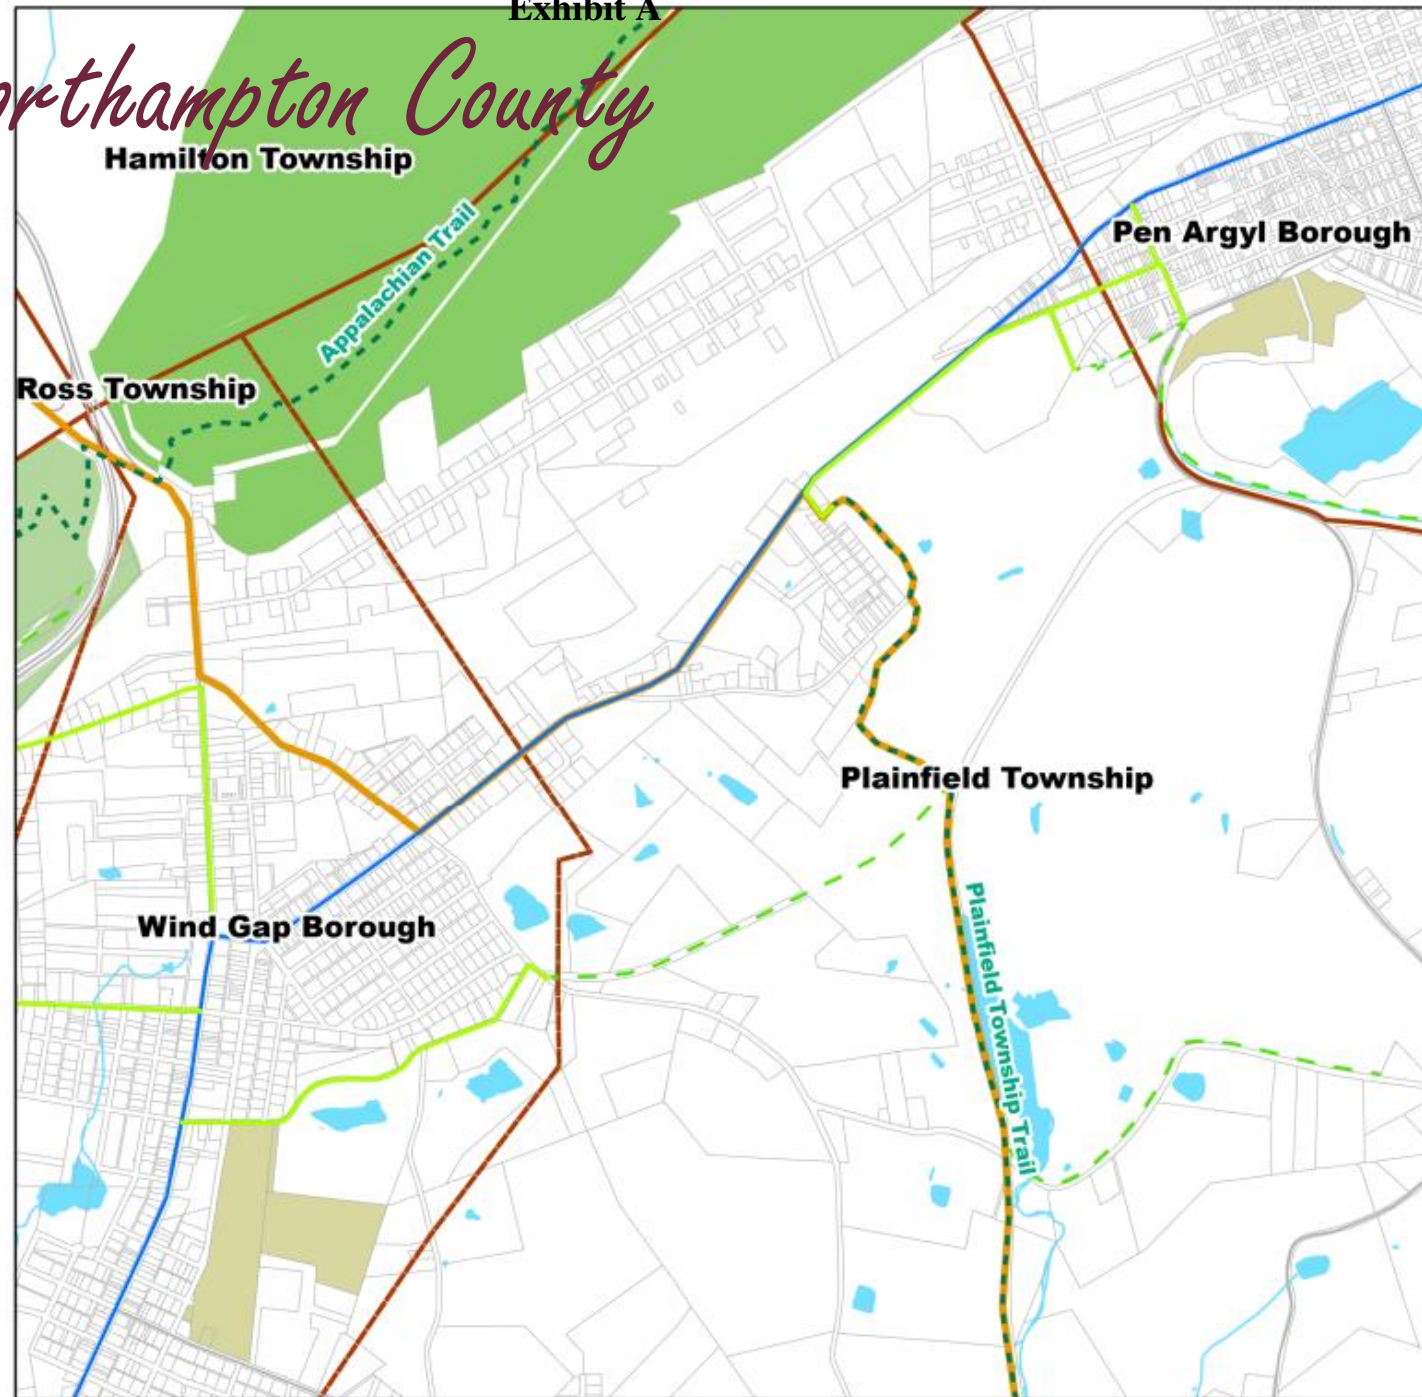 Exhibit A
orthampton County
Hamilton Township
Appalachian Trail
Pen Argyl Borough
Ross Township
Plainfield Township
Plainfield Township Trail
Wind Gap Borough